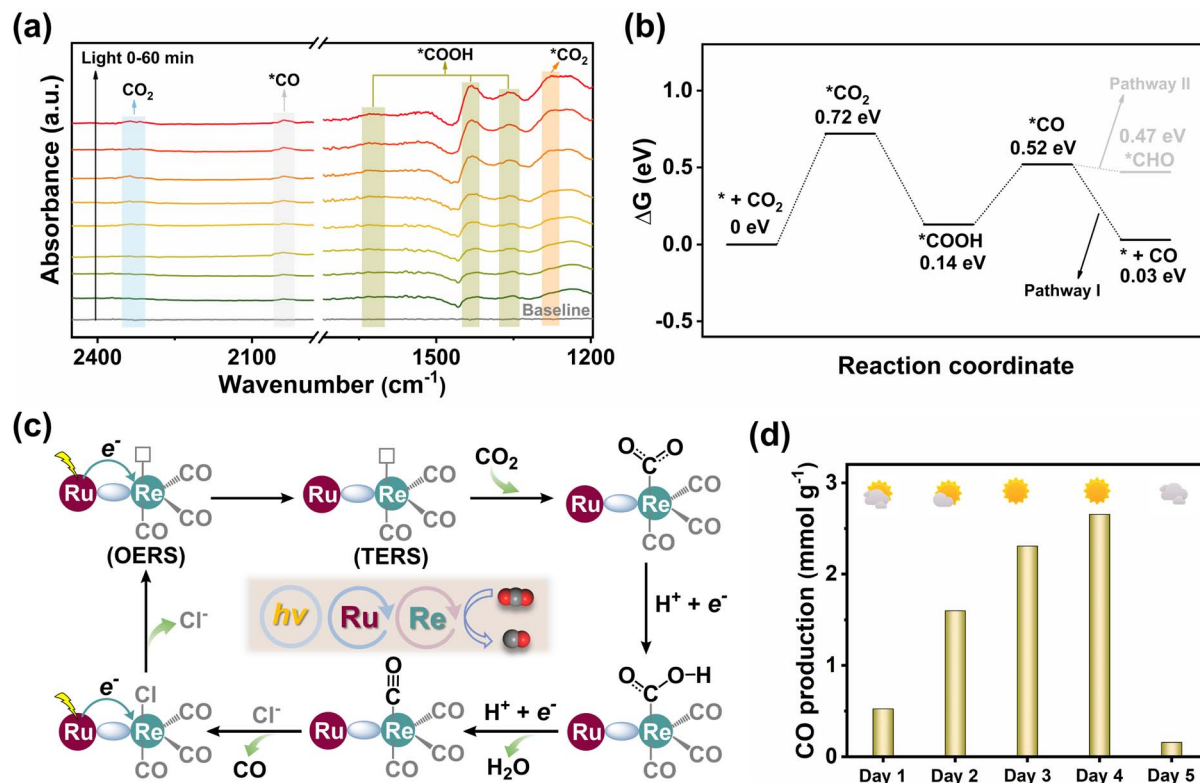 (a)
Light 0-60 min
CO₂
*CO
*COOH
*CO₂
Baseline
Absorbance (a.u.)
2400
2100
1500
1200
Wavenumber (cm⁻¹)
(b)
Pathway II
*CO₂
0.72 eV
*CO
0.52 eV
0.47 eV
*CHO
* + CO₂
0 eV
*COOH
0.14 eV
* + CO
0.03 eV
Pathway I
1.0
0.5
0.0
-0.5
ΔG (eV)
Reaction coordinate
(c)
e⁻
Ru
Re
CO
CO
CO
(OERS)
Ru
Re
CO
CO
CO
(TERS)
CO₂
O
O
C
Ru
Re
CO
CO
CO
H⁺ + e⁻
O
O-H
C
Ru
Re
CO
CO
CO
H⁺ + e⁻
H₂O
O
C
Ru
Re
CO
CO
CO
Cl⁻
CO
e⁻
Cl
Ru
Re
CO
CO
CO
Cl⁻
hv
Ru
Re
(d)
CO production (mmol g⁻¹)
3
2
1
0
Day 1
Day 2
Day 3
Day 4
Day 5